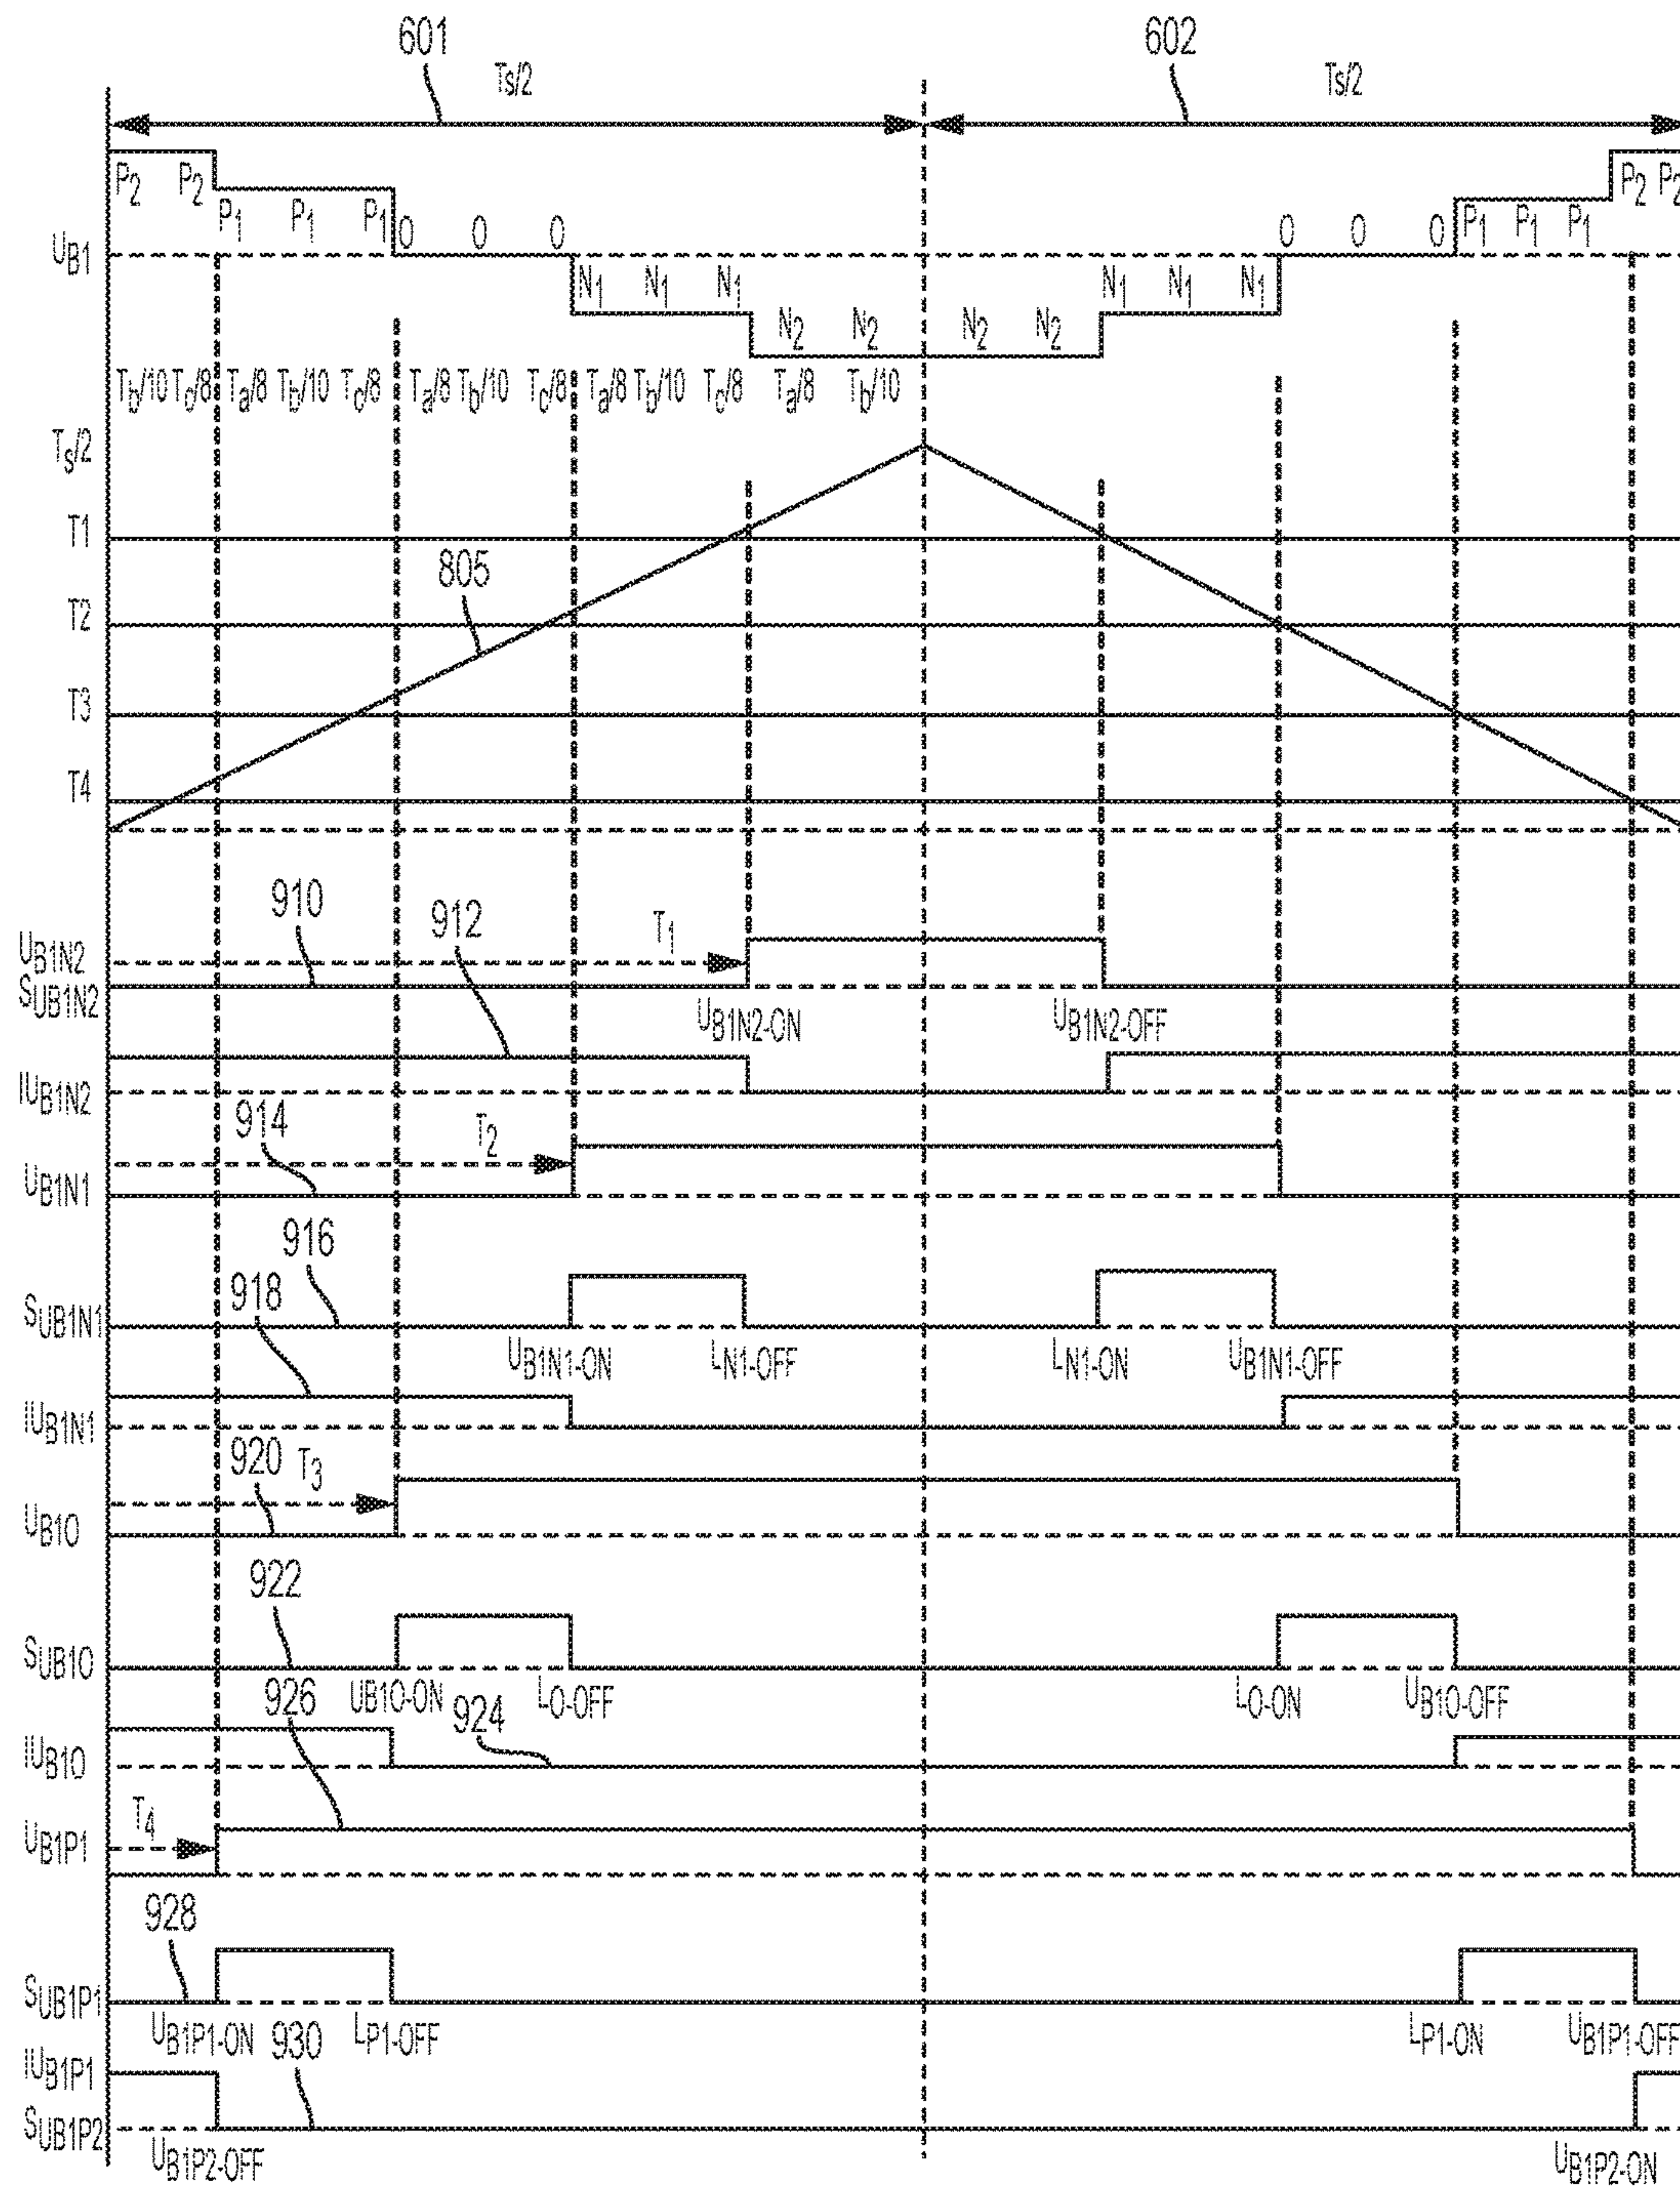 601 602
Ts/2 Ts/2
P2 P2 P2 P2
P1 P1 P1 P1 P1 P1
0 0 0 0 0 0
UB1
N1 N1 N1 N1 N1 N1
N2 N2 N2 N2
Tb/10 Tc/8 Ta/8 Tb/10 Tc/8 Ta/8 Tb/10 Tc/8 Ta/8 Tb/10 Tc/8 Ta/8 Tb/10
Ts/2
T1
805
T2
T3
T4
910 912 T1
UB1N2
SUB1N2
UB1N2-ON UB1N2-OFF
IUB1N2
914 T2
UB1N1
916
918
SUB1N1
UB1N1-ON LN1-OFF LN1-ON UB1N1-OFF
IUB1N1
920 T3
UB1O
922
SUB1O
UB1O-ON LO-OFF LO-ON UB1O-OFF
926 924
IUB1O
T4
UB1P1
928
SUB1P1
UB1P1-ON LP1-OFF LP1-ON UB1P1-OFF
930
IUB1P1
SUB1P2
UB1P2-OFF UB1P2-ON